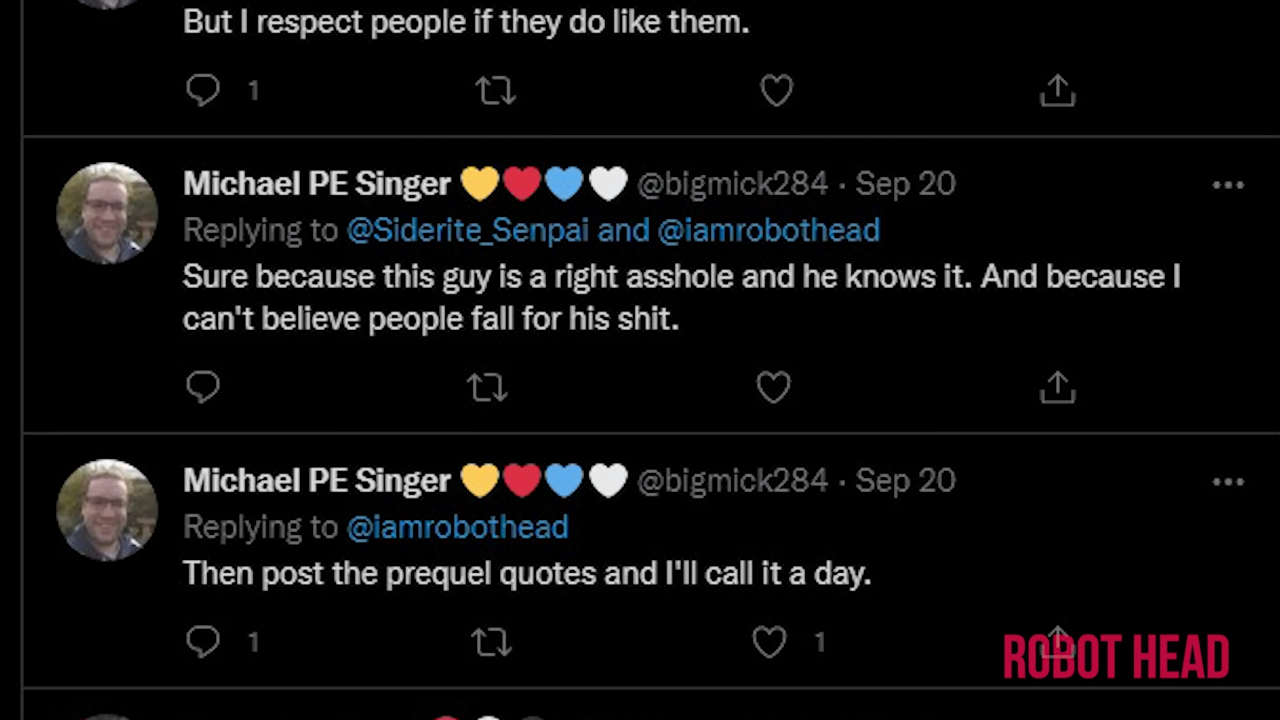 But I respect people if they do like them.
1
Michael PE Singer 💛❤️💙🤍 @bigmick284 · Sep 20
Replying to @Siderite_Senpai and @iamrobothead
Sure because this guy is a right asshole and he knows it. And because I
can't believe people fall for his shit.
Michael PE Singer 💛❤️💙🤍 @bigmick284 · Sep 20
Replying to @iamrobothead
Then post the prequel quotes and I'll call it a day.
1 1
ROBOT HEAD